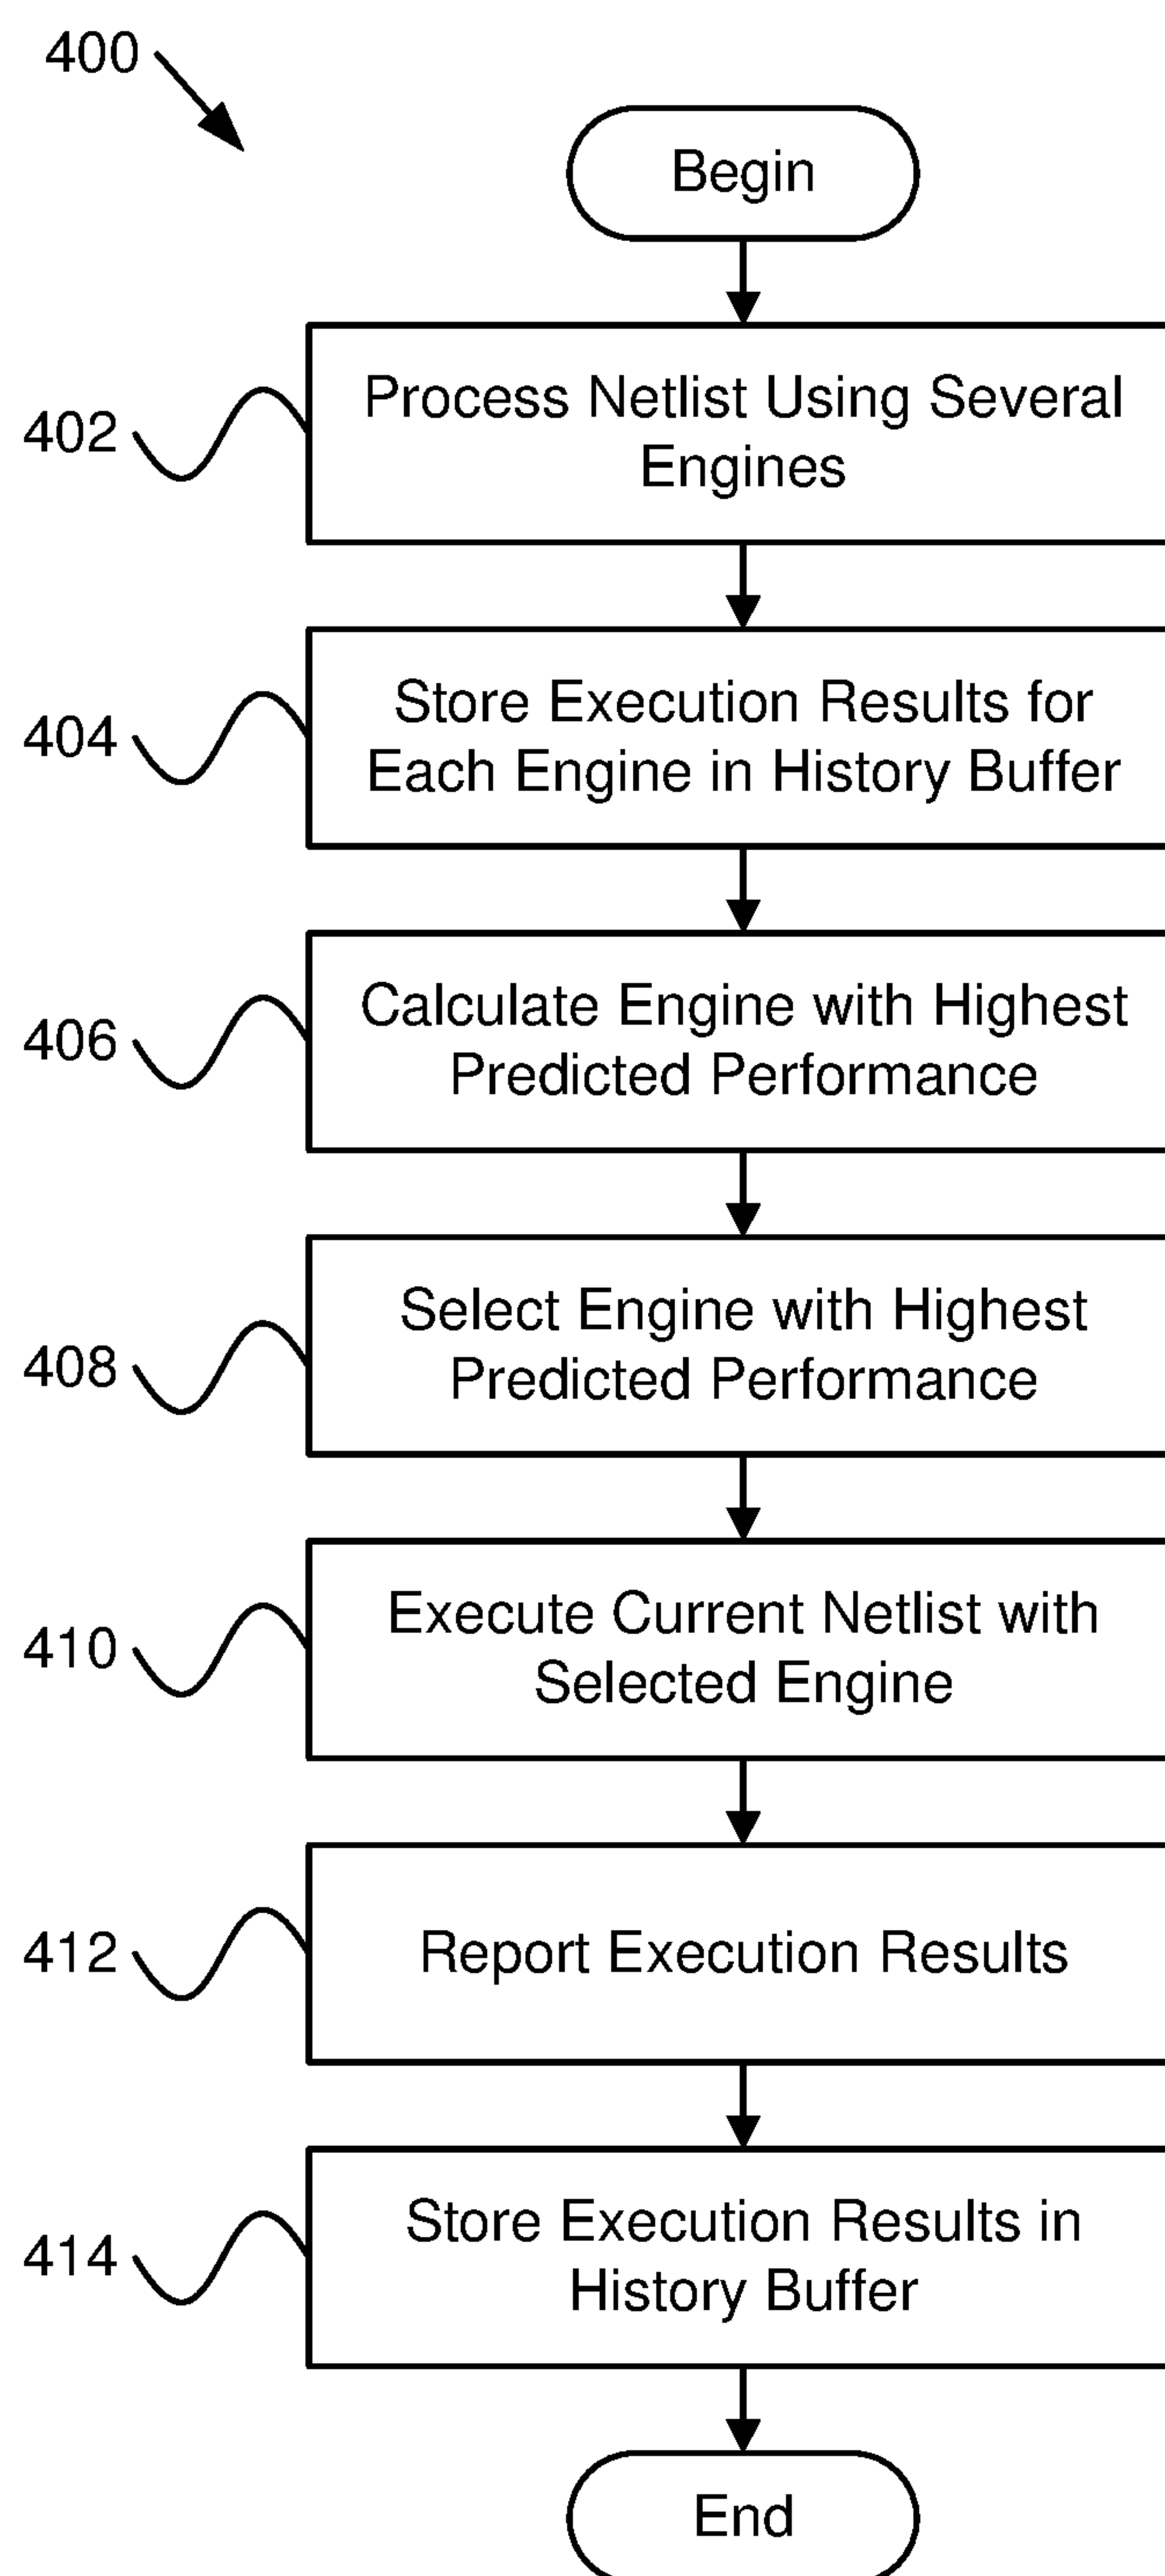 400
Begin
402
Process Netlist Using Several
Engines
404
Store Execution Results for
Each Engine in History Buffer
406
Calculate Engine with Highest
Predicted Performance
408
Select Engine with Highest
Predicted Performance
410
Execute Current Netlist with
Selected Engine
412
Report Execution Results
414
Store Execution Results in
History Buffer
End